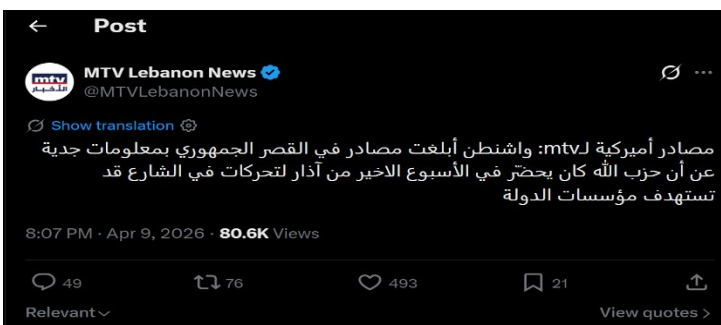 Post
MTV Lebanon News
@MTVLebanonNews
Show translation
مصادر أميركية لـmtv: واشنطن أبلغت مصادر في القصر الجمهوري بمعلومات جدية
عن أن حزب الله كان يحضّر في الأسبوع الاخير من آذار لتحركات في الشارع قد
تستهدف مؤسسات الدولة
8:07 PM · Apr 9, 2026 · 80.6K Views
49 76 493 21
Relevant View quotes
mtv
الأخبار